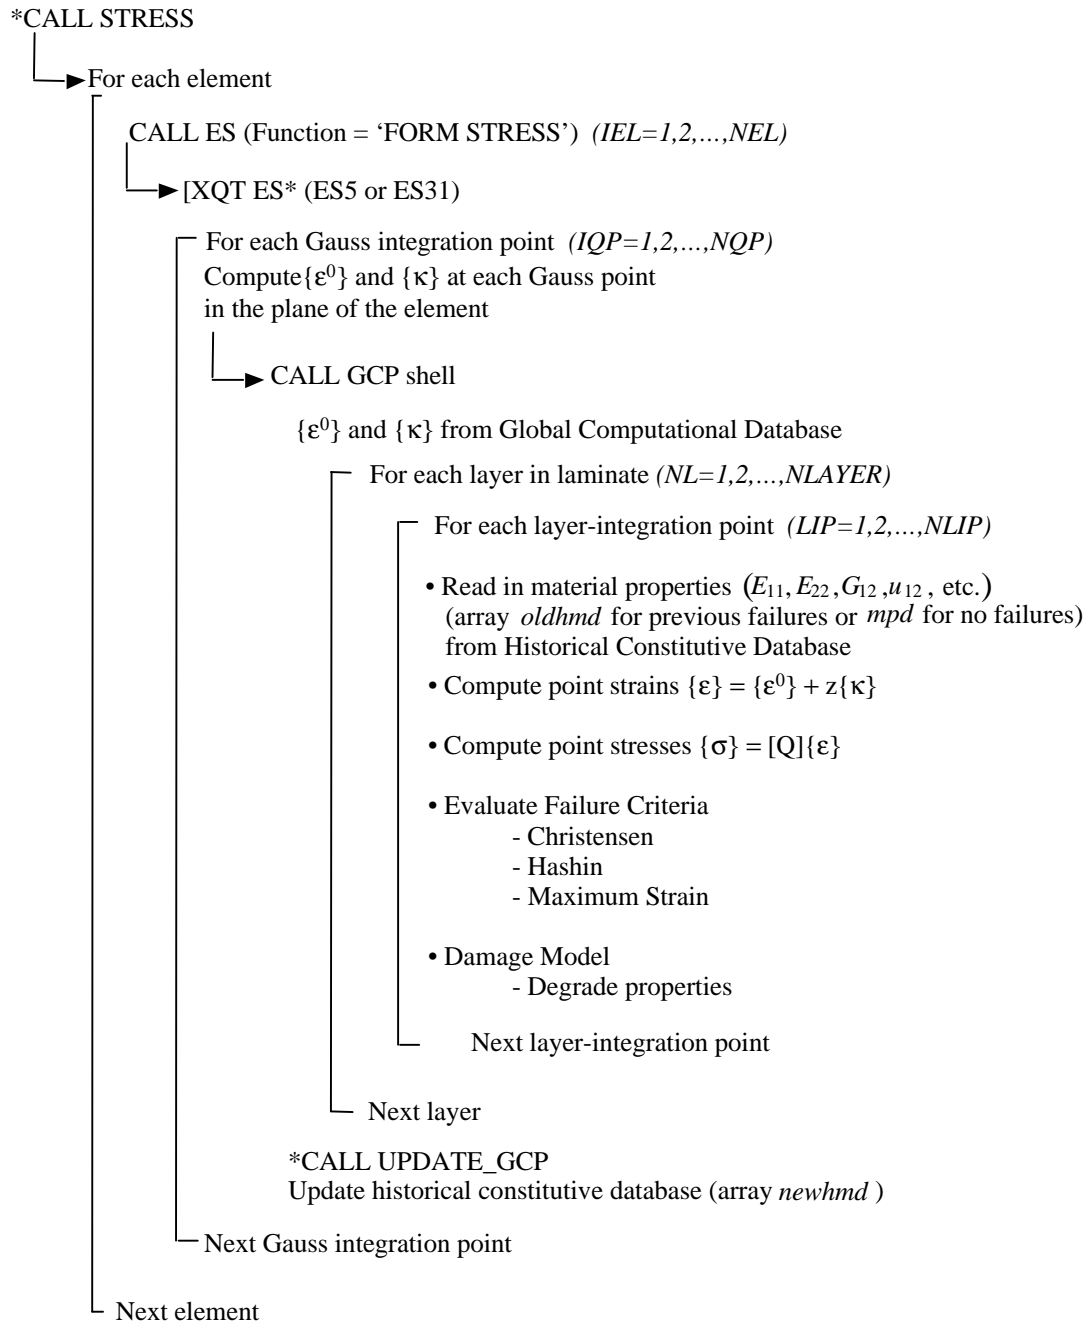 *CALL STRESS
For each element
CALL ES (Function = ‘FORM STRESS’) (IEL=1,2,...,NEL)
[XQT ES* (ES5 or ES31)
For each Gauss integration point (IQP=1,2,...,NQP)
Compute{ε⁰} and {κ} at each Gauss point
in the plane of the element
CALL GCP shell
{ε⁰} and {κ} from Global Computational Database
For each layer in laminate (NL=1,2,...,NLAYER)
For each layer-integration point (LIP=1,2,...,NLIP)
• Read in material properties (E₁₁, E₂₂, G₁₂, u₁₂, etc.)
(array oldhmd for previous failures or mpd for no failures)
from Historical Constitutive Database
• Compute point strains {ε} = {ε⁰} + z{κ}
• Compute point stresses {σ} = [Q]{ε}
• Evaluate Failure Criteria
- Christensen
- Hashin
- Maximum Strain
• Damage Model
- Degrade properties
Next layer-integration point
Next layer
*CALL UPDATE_GCP
Update historical constitutive database (array newhmd )
Next Gauss integration point
Next element